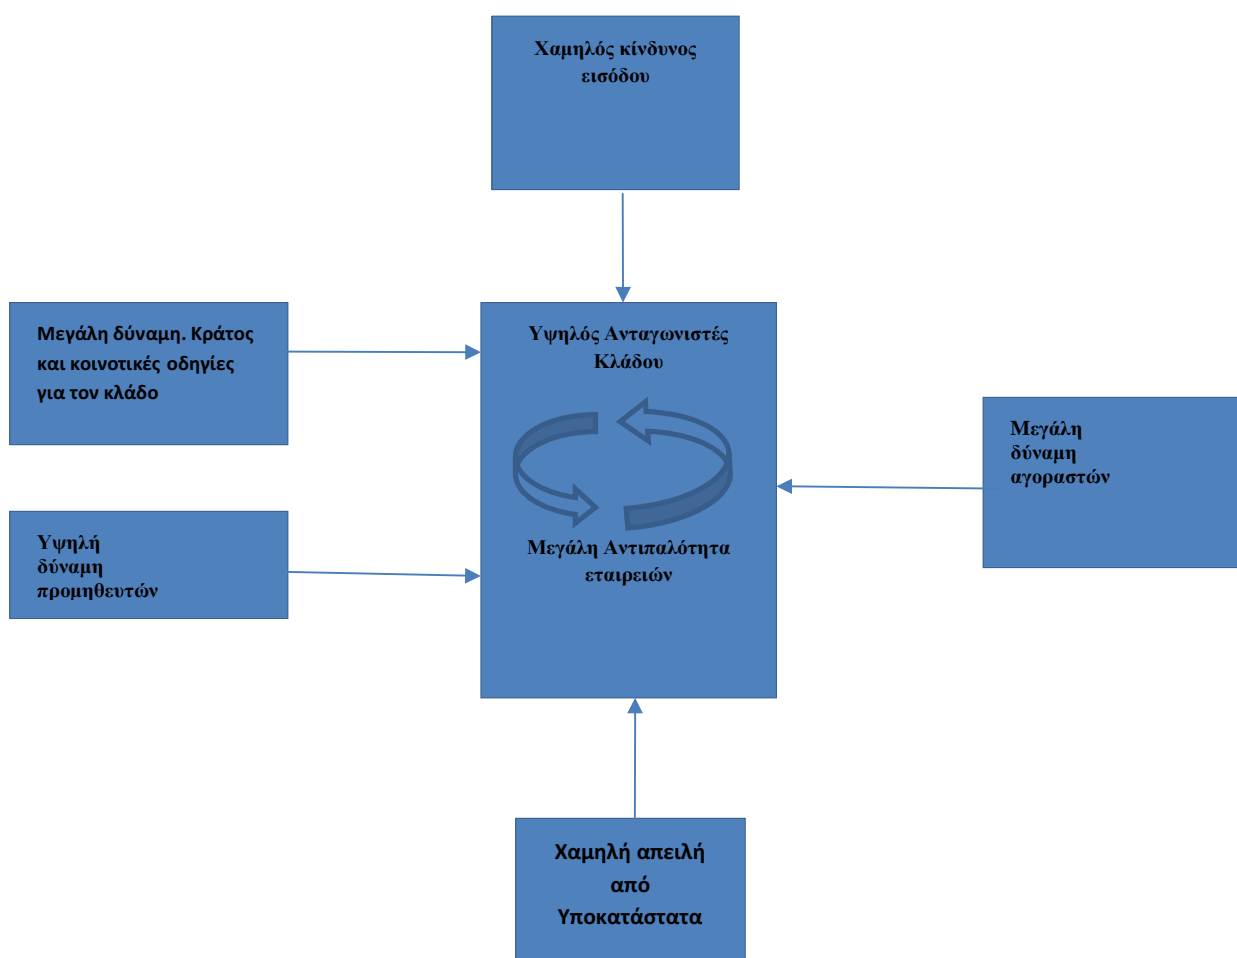 Χαμηλός κίνδυνος
εισόδου
Μεγάλη δύναμη. Κράτος
και κοινοτικές οδηγίες
για τον κλάδο
Υψηλός Ανταγωνιστές
Κλάδου
Μεγάλη
δύναμη
αγοραστών
Υψηλή
δύναμη
προμηθευτών
Μεγάλη Αντιπαλότητα
εταιρειών
Χαμηλή απειλή
από
Υποκατάστατα